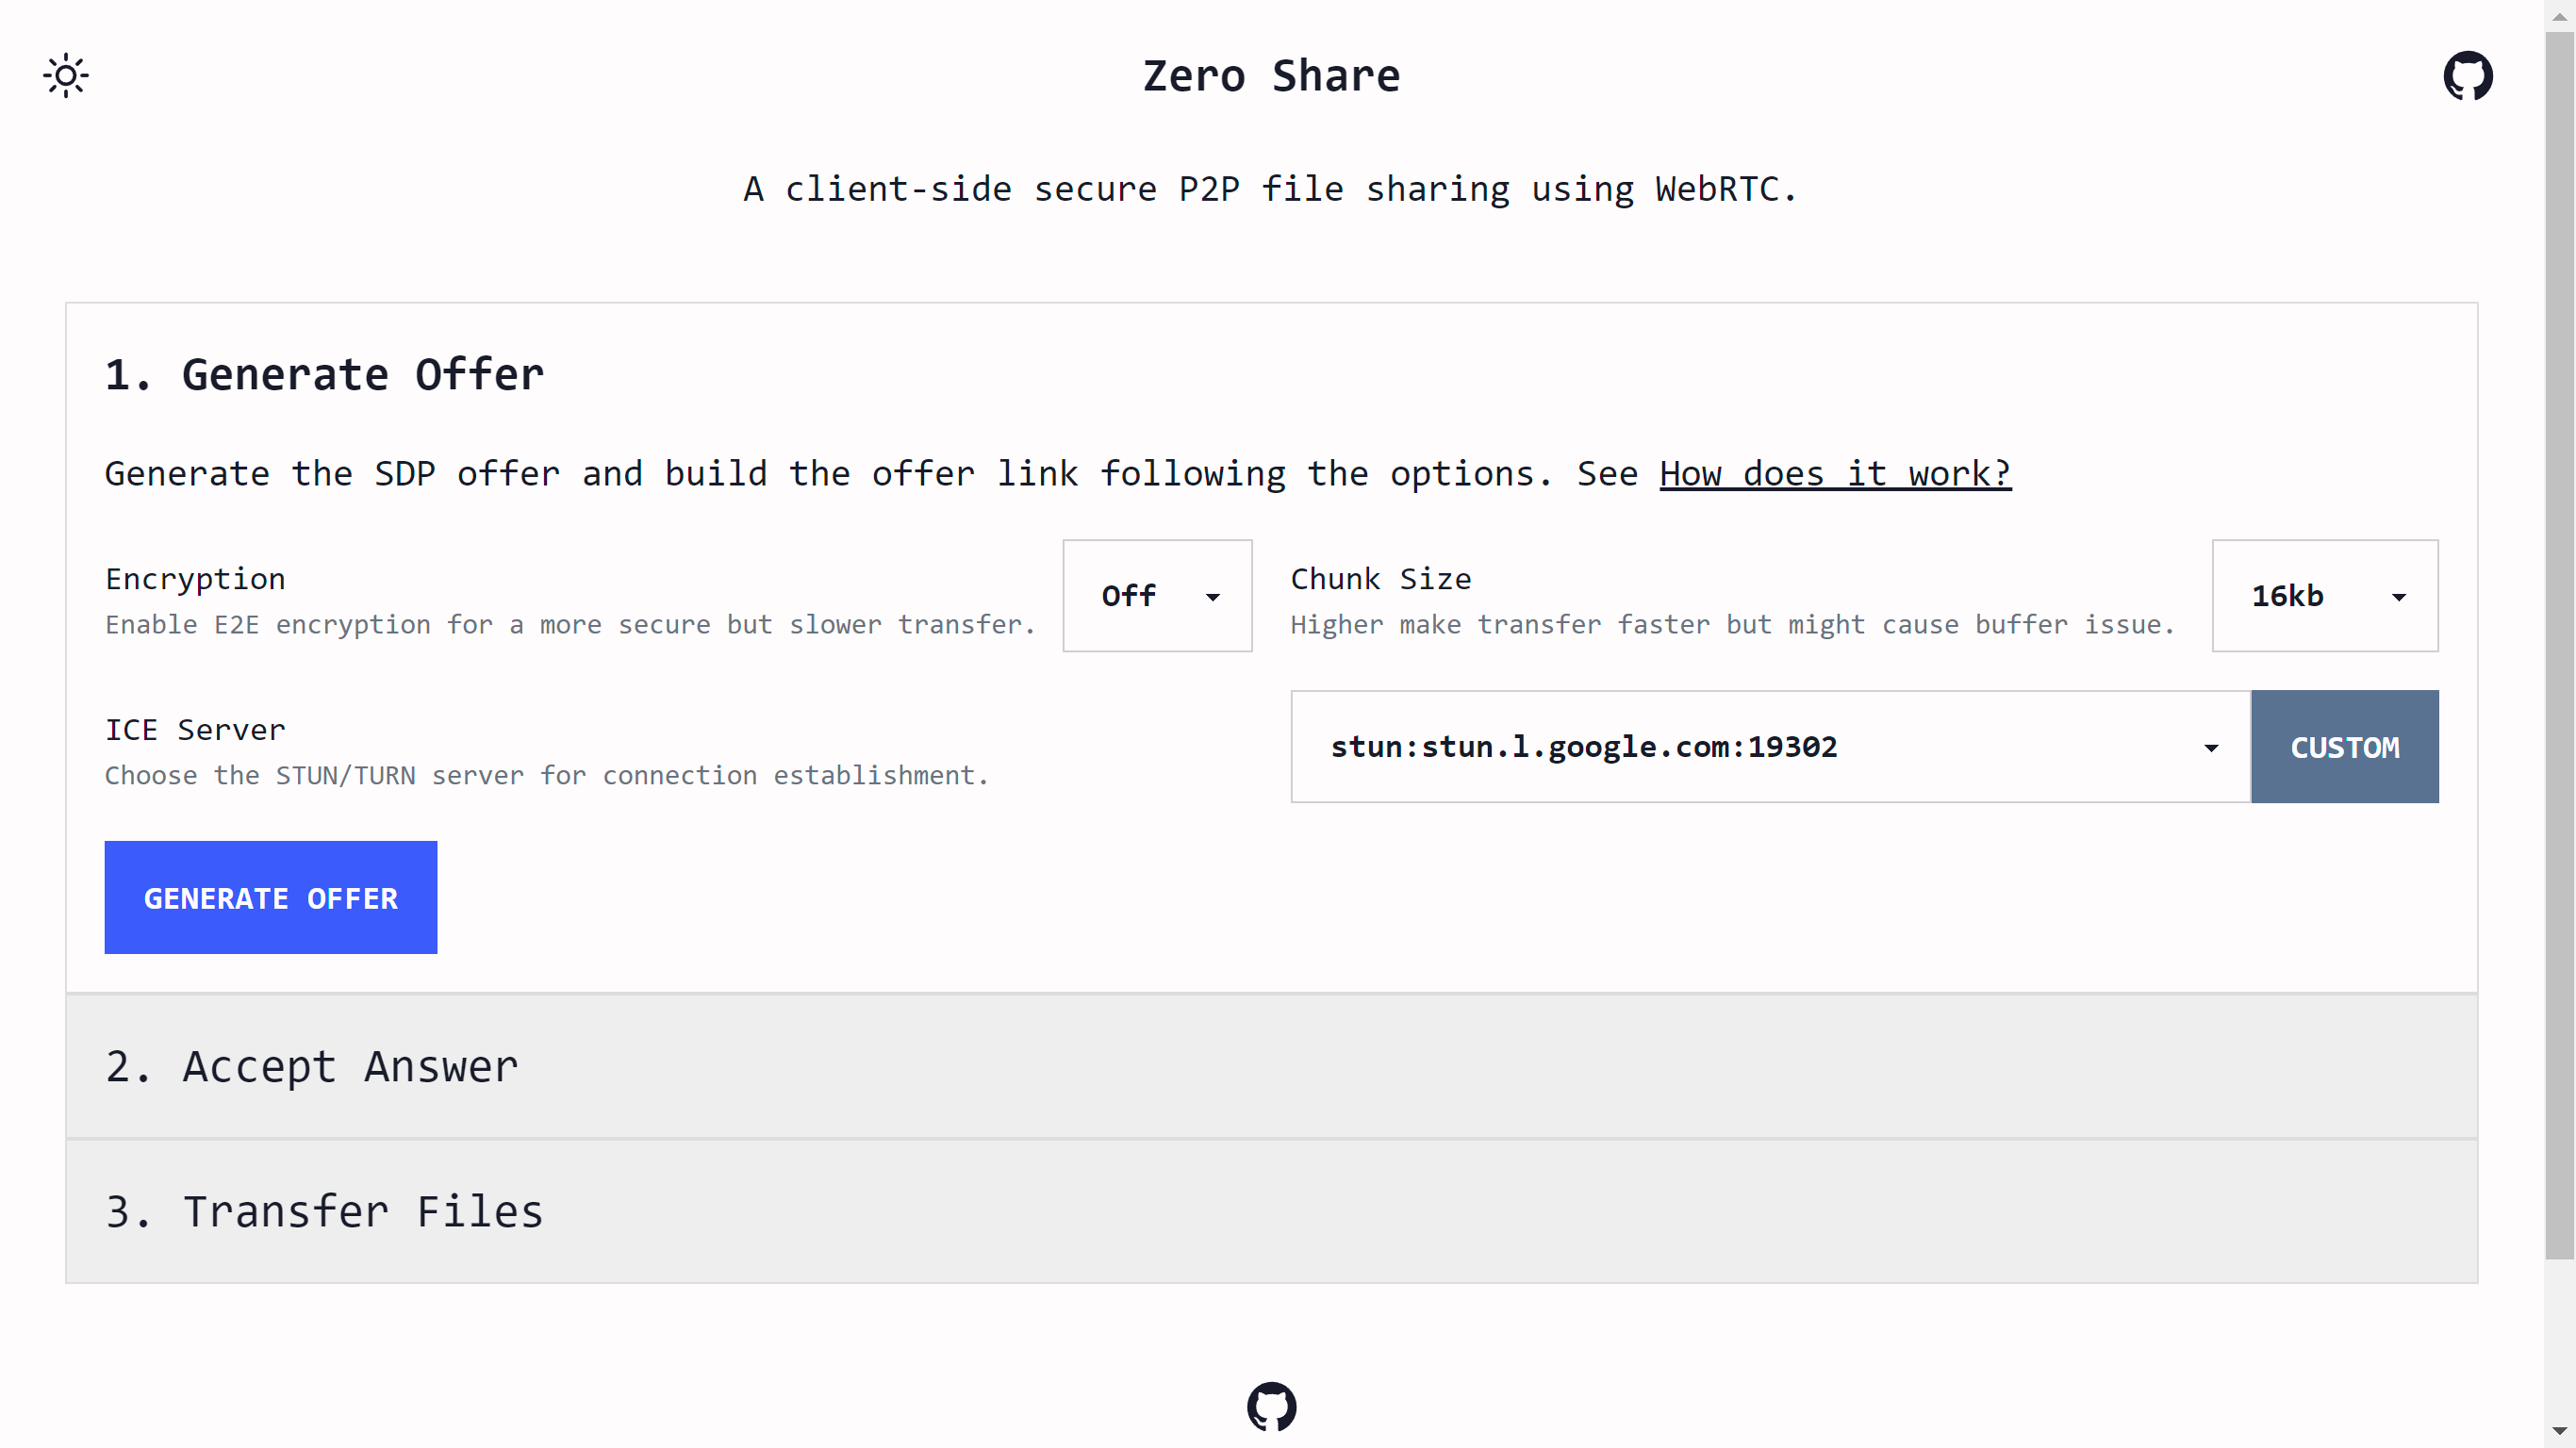 Zero Share
A client-side secure P2P file sharing using WebRTC.
1. Generate Offer
Generate the SDP offer and build the offer link following the options. See How does it work?
Encryption
Enable E2E encryption for a more secure but slower transfer.
Off
Chunk Size
Higher make transfer faster but might cause buffer issue.
16kb
ICE Server
Choose the STUN/TURN server for connection establishment.
stun:stun.l.google.com:19302
CUSTOM
GENERATE OFFER
2. Accept Answer
3. Transfer Files